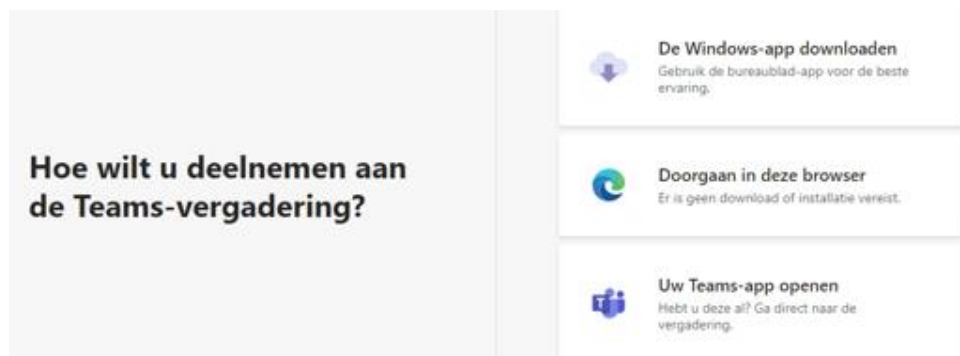 Hoe wilt u deelnemen aan
de Teams-vergadering?
De Windows-app downloaden
Gebruik de bureaublad-app voor de beste
ervaring.
Doorgaan in deze browser
Er is geen download of installatie vereist.
Uw Teams-app openen
Hebt u deze al? Ga direct naar de
vergadering.